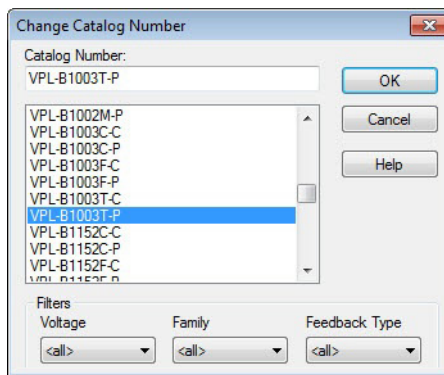 Change Catalog Number
Catalog Number:
VPL-B1003T-P
OK
VPL-B1002M-P
VPL-B1003C-C
VPL-B1003C-P
VPL-B1003F-C
VPL-B1003F-P
VPL-B1003T-C
VPL-B1003T-P
VPL-B1152C-C
VPL-B1152C-P
VPL-B1152F-C
VPL-B1152F-P
Cancel
Help
Filters
Voltage Family Feedback Type
<all> <all> <all>